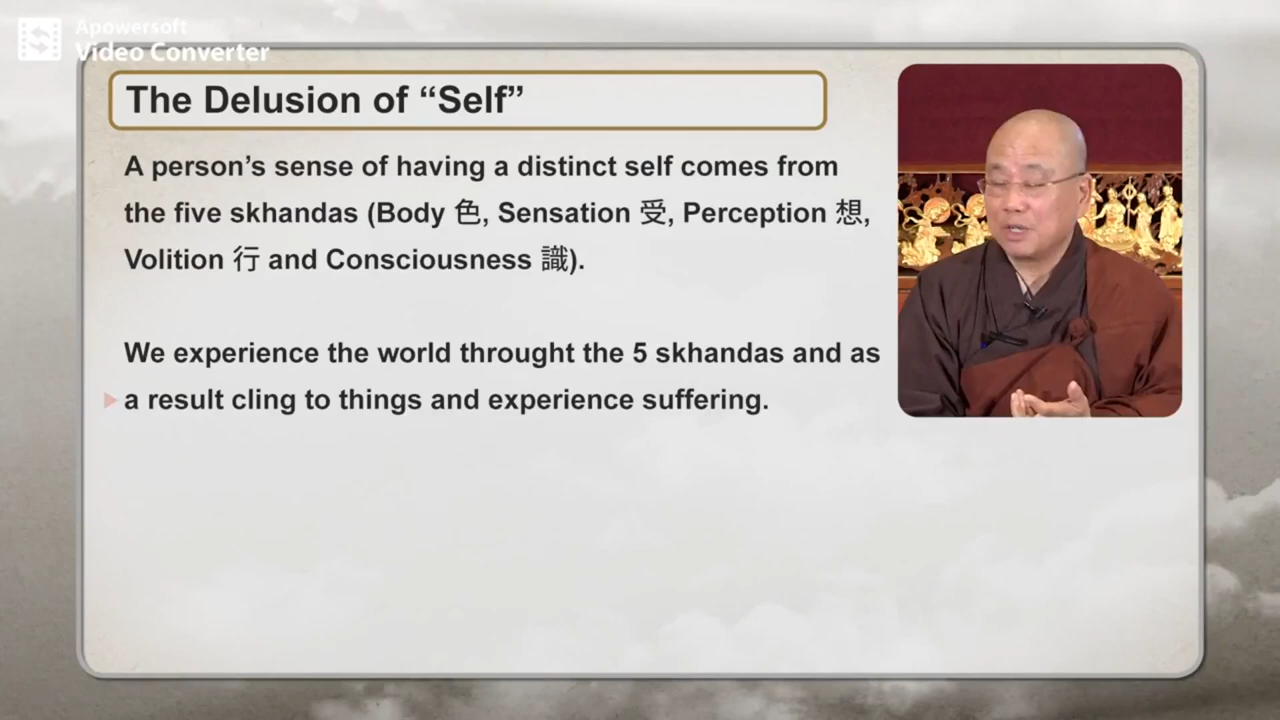 Apowersoft
Video Converter
The Delusion of “Self”
A person’s sense of having a distinct self comes from
the five skhandas (Body 色, Sensation 受, Perception 想,
Volition 行 and Consciousness 識).
We experience the world throught the 5 skhandas and as
a result cling to things and experience suffering.